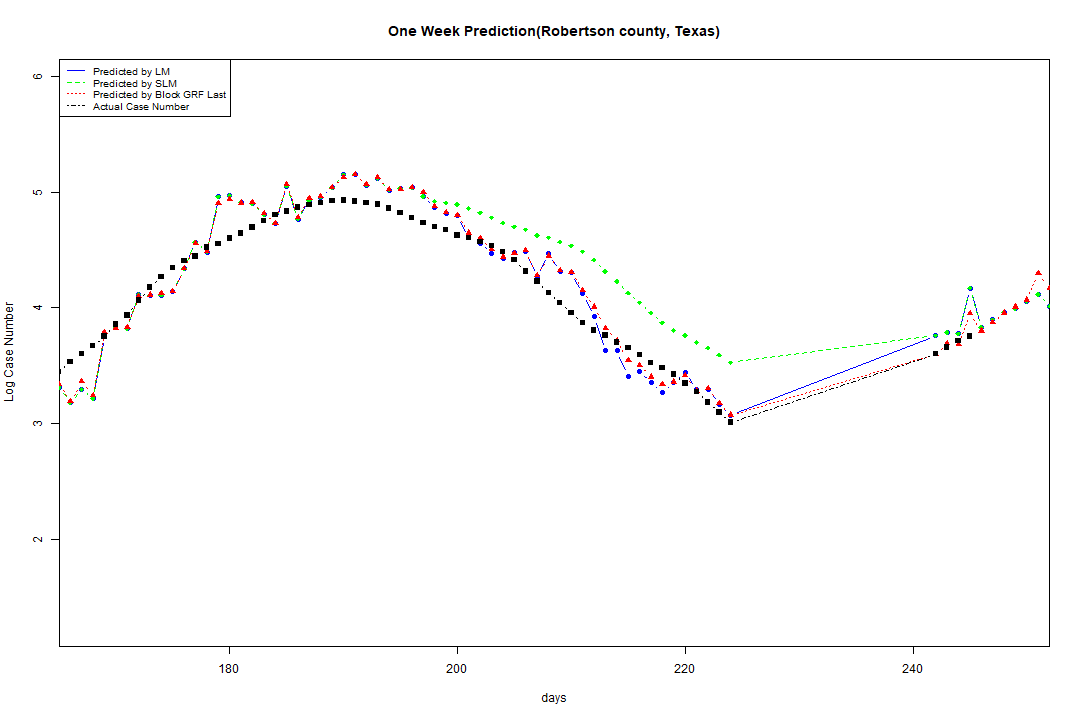 One Week Prediction(Robertson county, Texas)
Predicted by LM
Predicted by SLM
Predicted by Block GRF Last
Actual Case Number
6
5
4
3
2
Log Case Number
180 200 220 240
days